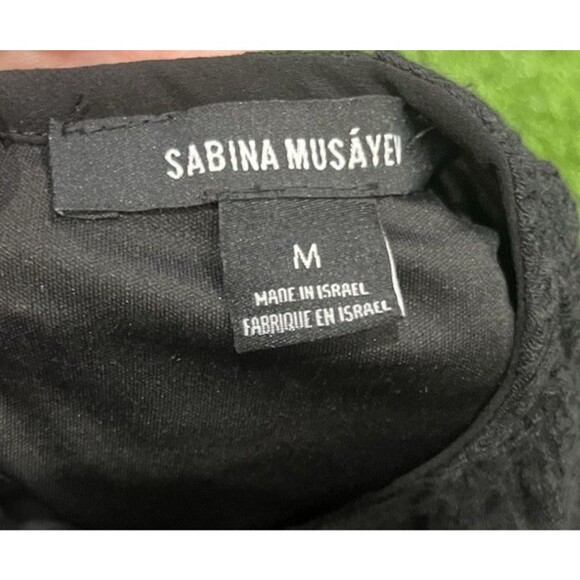 SABINA MUSÁYEV
M
MADE IN ISRAEL
FABRIQUE EN ISRAEL